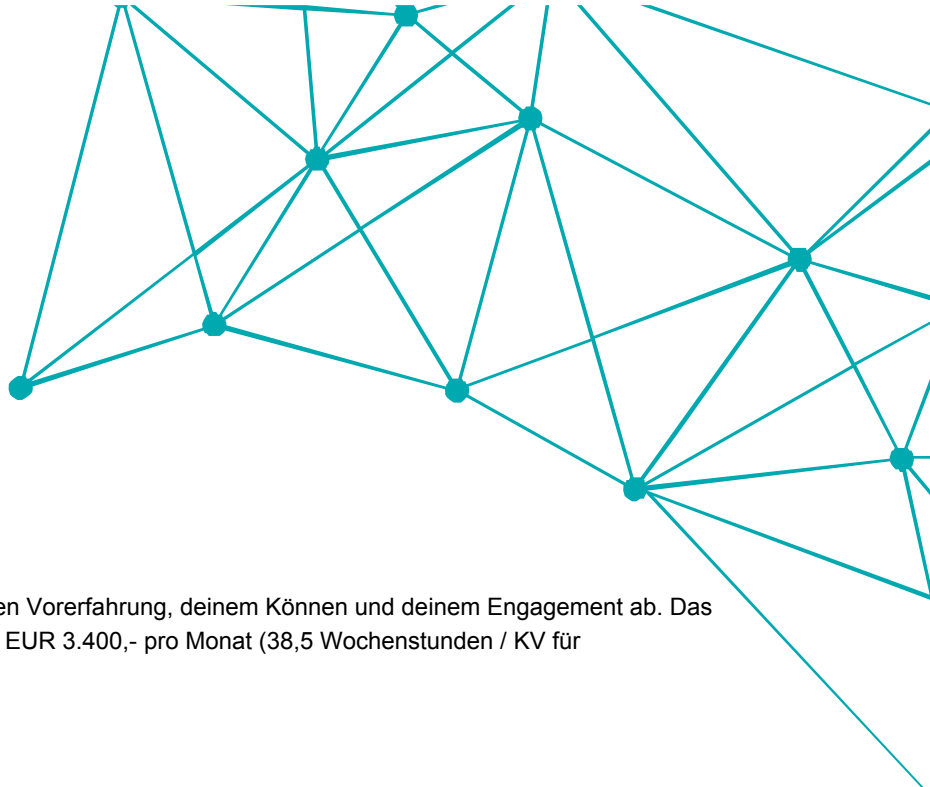 en Vorerfahrung, deinem Können und deinem Engagement ab. Das
EUR 3.400,- pro Monat (38,5 Wochenstunden / KV für